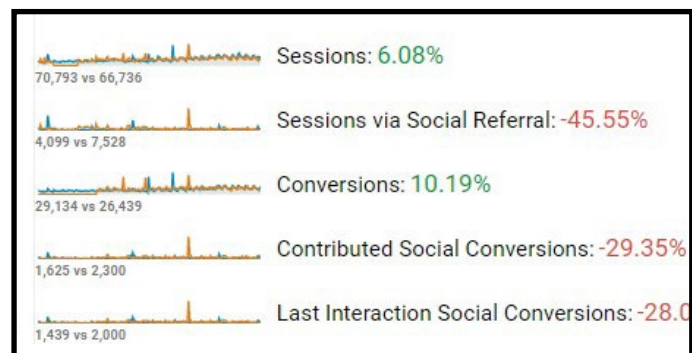 Sessions: 6.08%
70,793 vs 66,736
Sessions via Social Referral: -45.55%
4,099 vs 7,528
Conversions: 10.19%
29,134 vs 26,439
Contributed Social Conversions: -29.35%
1,625 vs 2,300
Last Interaction Social Conversions: -28.0
1,439 vs 2,000